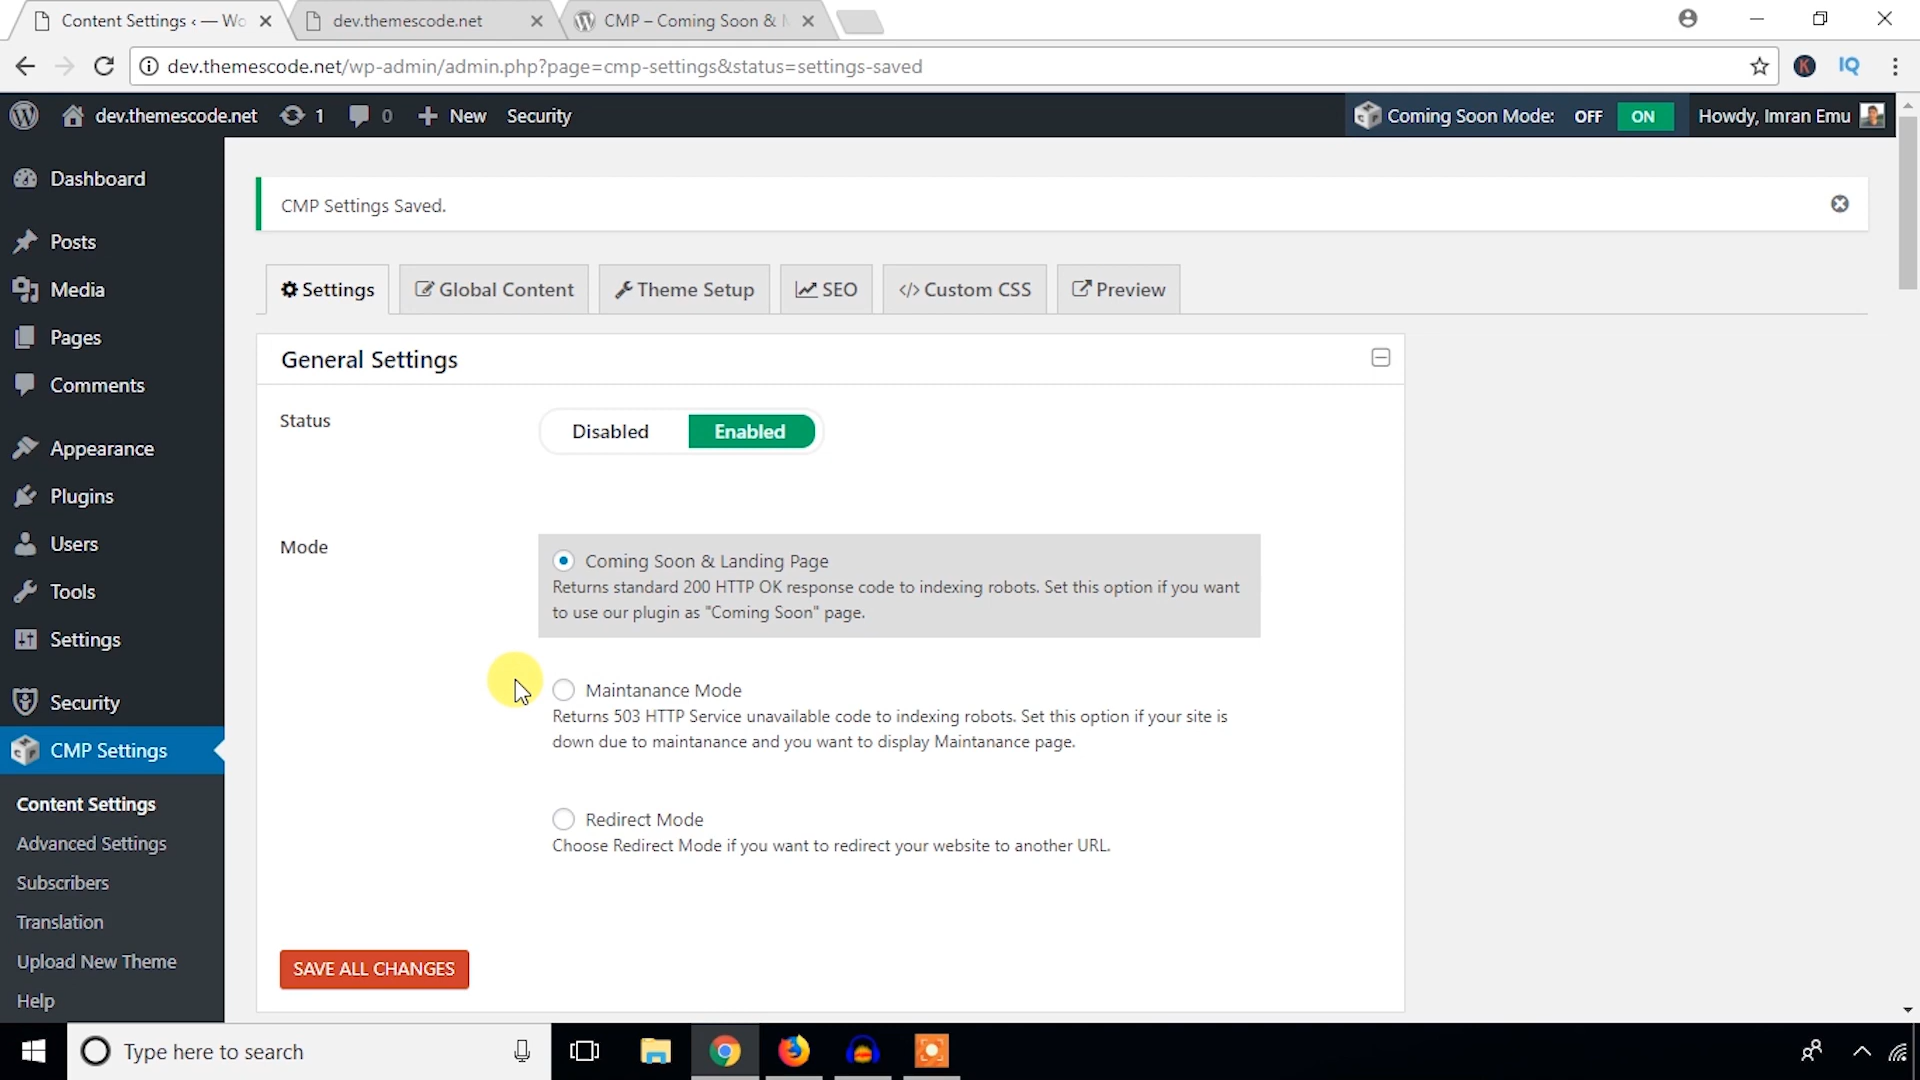 Content Settings ‹ — Wo
dev.themescode.net
CMP – Coming Soon &
dev.themescode.net/wp-admin/admin.php?page=cmp-settings&status=settings-saved
K
IQ
dev.themescode.net
1
0
New
Security
Coming Soon Mode:
OFF
ON
Howdy, Imran Emu
Dashboard
Posts
Media
Pages
Comments
Appearance
Plugins
Users
Tools
Settings
Security
CMP Settings
Content Settings
Advanced Settings
Subscribers
Translation
Upload New Theme
Help
CMP Settings Saved.
Settings
Global Content
Theme Setup
SEO
</> Custom CSS
Preview
General Settings
Status
Disabled
Enabled
Mode
Coming Soon & Landing Page
Returns standard 200 HTTP OK response code to indexing robots. Set this option if you want
to use our plugin as "Coming Soon" page.
Maintanance Mode
Returns 503 HTTP Service unavailable code to indexing robots. Set this option if your site is
down due to maintanance and you want to display Maintanance page.
Redirect Mode
Choose Redirect Mode if you want to redirect your website to another URL.
SAVE ALL CHANGES
Type here to search